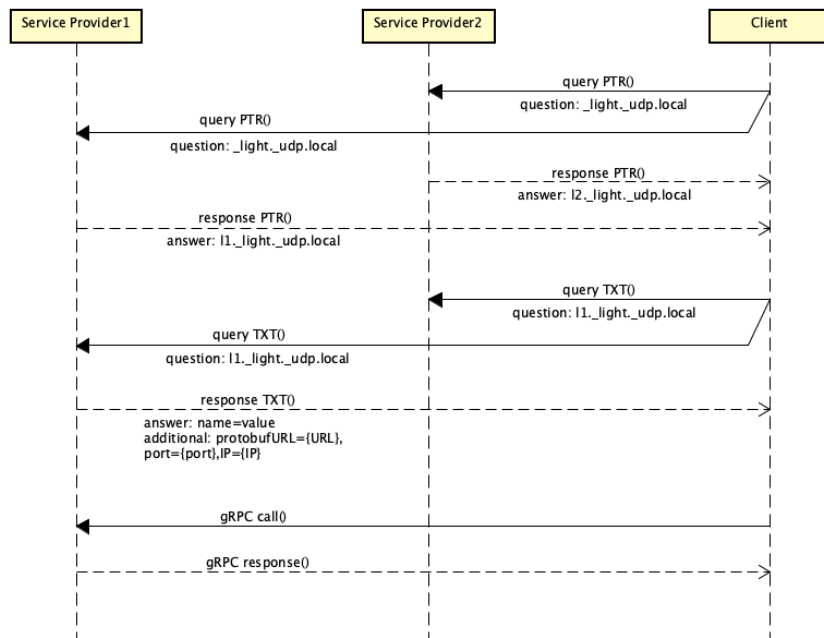 Service Provider1
Service Provider2
Client
query PTR()
question: _light._udp.local
query PTR()
question: _light._udp.local
response PTR()
answer: l2._light._udp.local
response PTR()
answer: l1._light._udp.local
query TXT()
question: l1._light._udp.local
query TXT()
question: l1._light._udp.local
response TXT()
answer: name=value
additional: protobufURL={URL},
port={port},IP={IP}
gRPC call()
gRPC response()